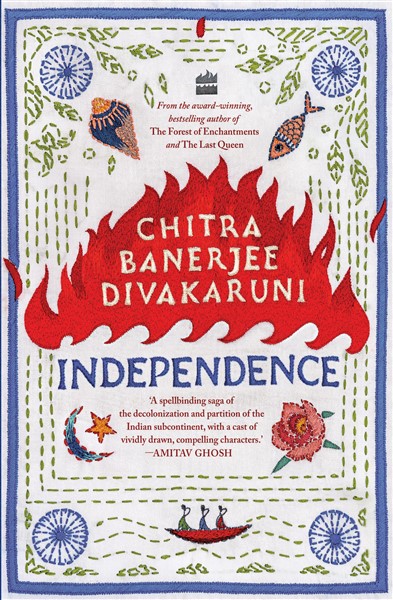 From the award-winning,
bestselling author of
The Forest of Enchantments
and The Last Queen
CHITRA
BANERJEE
DIVAKARUNI
INDEPENDENCE
‘A spellbinding saga of
the decolonization and partition of the
Indian subcontinent, with a cast of
vividly drawn, compelling characters.’
—AMITAV GHOSH